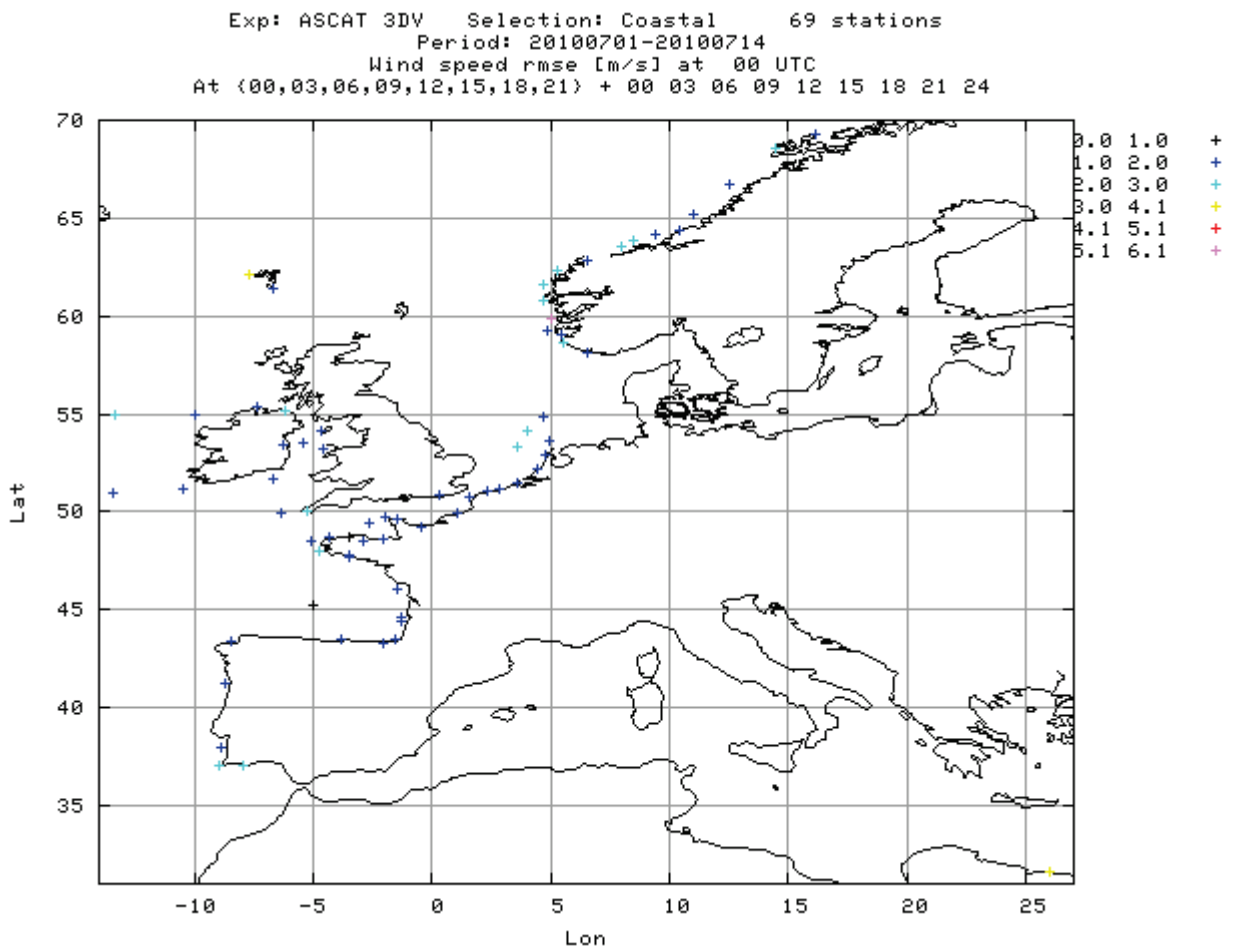 Exp: ASCAT 3DV Selection: Coastal 69 stations
Period: 20100701-20100714
Wind speed rmse [m/s] at 00 UTC
At {00,03,06,09,12,15,18,21} + 00 03 06 09 12 15 18 21 24
70
0.0 1.0 +
1.0 2.0 +
2.0 3.0 +
3.0 4.1 +
4.1 5.1 +
5.1 6.1 +
65
60
55
50
45
40
35
Lat
-10 -5 0 5 10 15 20 25
Lon